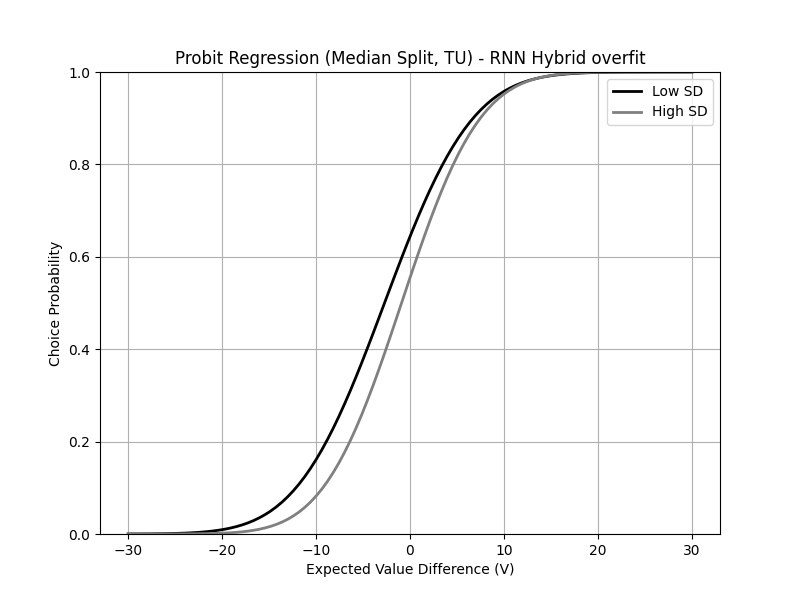 Probit Regression (Median Split, TU) - RNN Hybrid overfit
1.0
0.8
0.6
0.4
0.2
0.0
Choice Probability
Low SD
High SD
−30 −20 −10 0 10 20 30
Expected Value Difference (V)